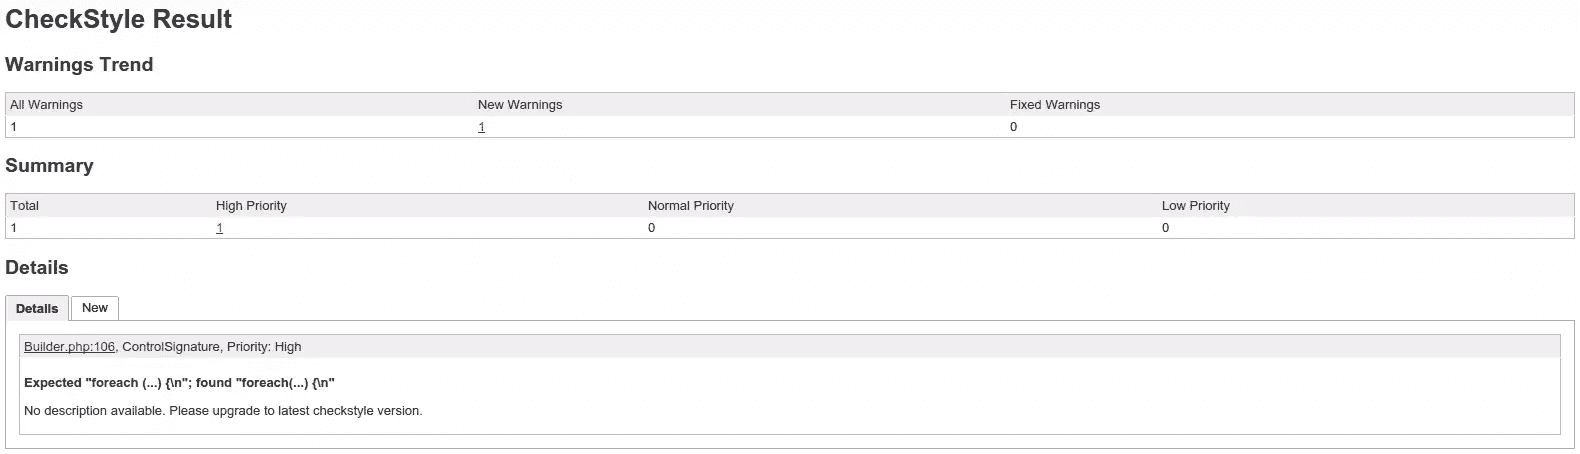 CheckStyle Result
Warnings Trend
All Warnings New Warnings Fixed Warnings
1 1 0
Summary
Total High Priority Normal Priority Low Priority
1 1 0 0
Details
Details New
Builder.php:106, ControlSignature, Priority: High
Expected "foreach (...) {\n"; found "foreach(...) {\n"
No description available. Please upgrade to latest checkstyle version.